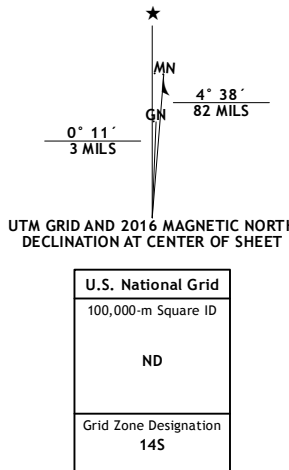 MN
4° 38´
82 MILS
GN
0° 11´
3 MILS
UTM GRID AND 2016 MAGNETIC NORTH
DECLINATION AT CENTER OF SHEET
U.S. National Grid
100,000-m Square ID
ND
Grid Zone Designation
14S